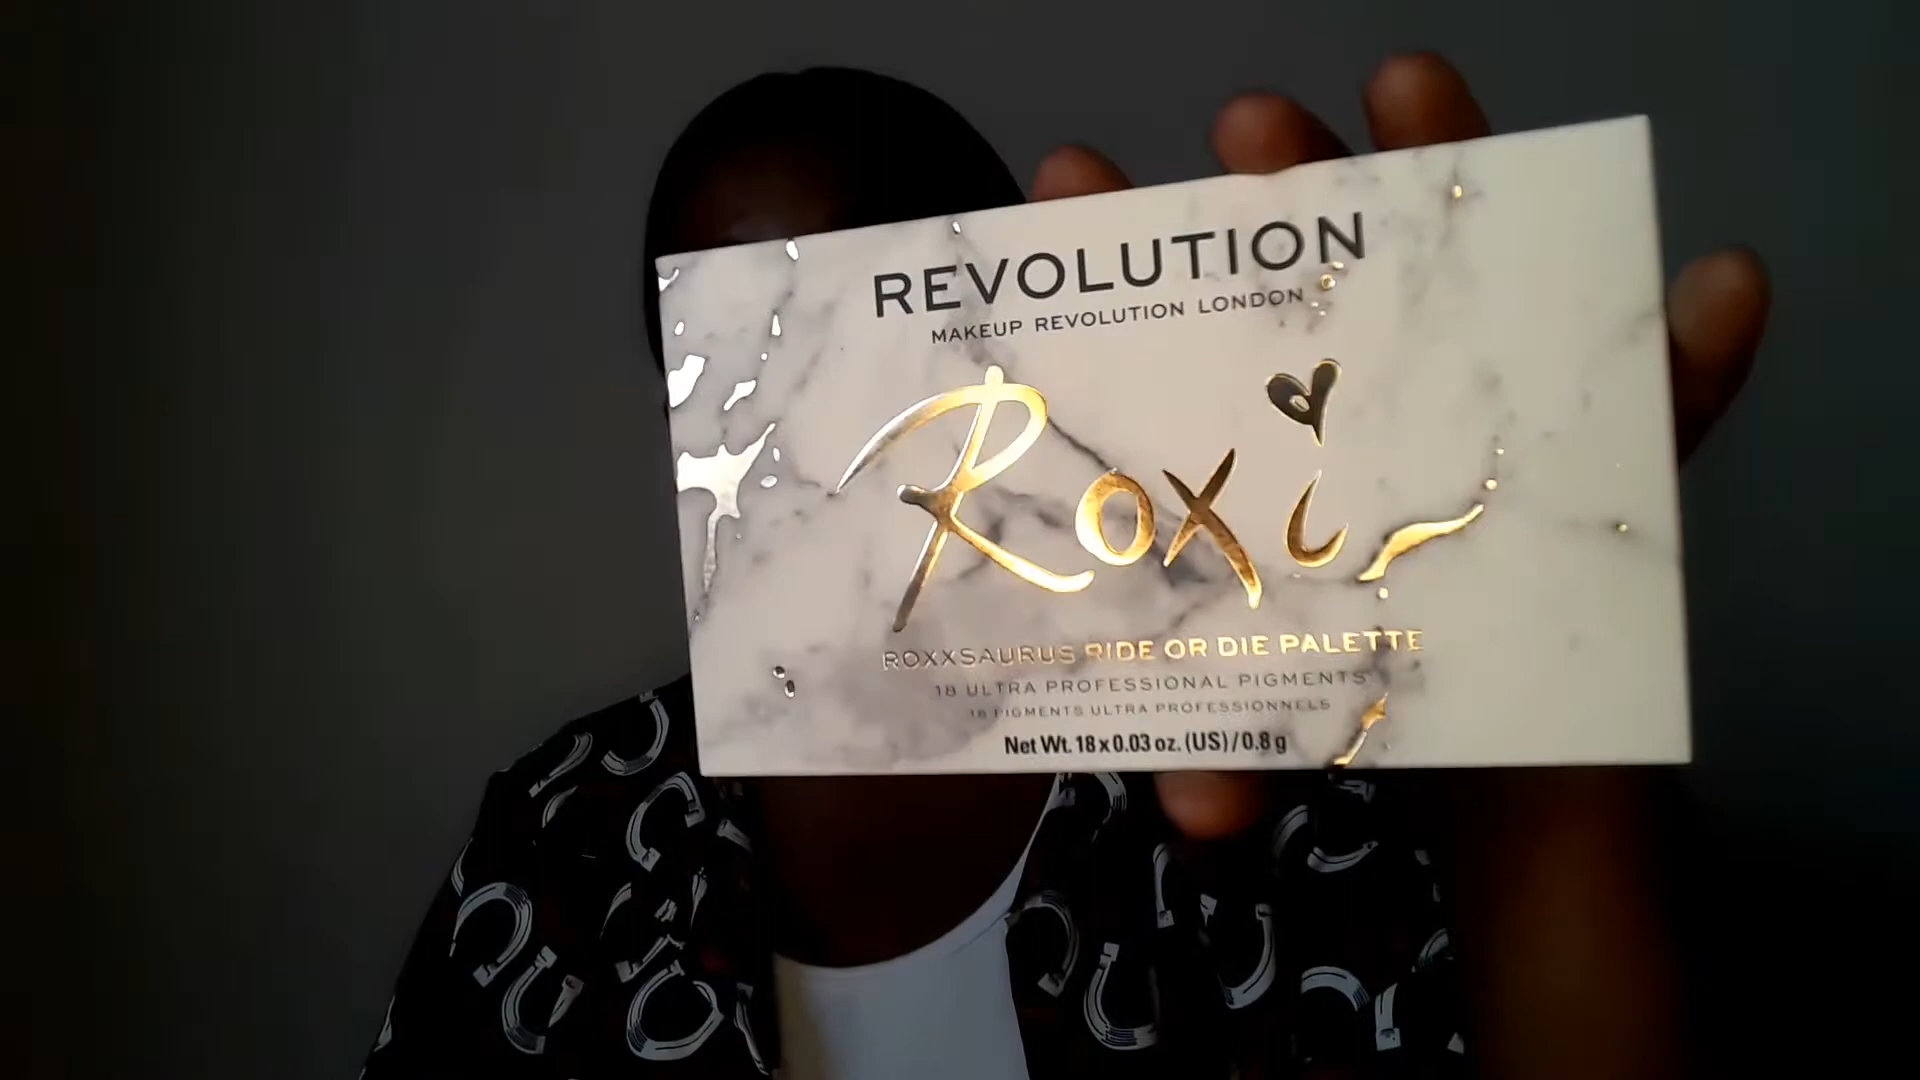 REVOLUTION
MAKEUP REVOLUTION LONDON
Roxi
ROXXSAURUS RIDE OR DIE PALETTE
18 ULTRA PROFESSIONAL PIGMENTS
18 PIGMENTS ULTRA PROFESSIONNELS
Net Wt. 18 x 0.03 oz. (US) / 0.8 g